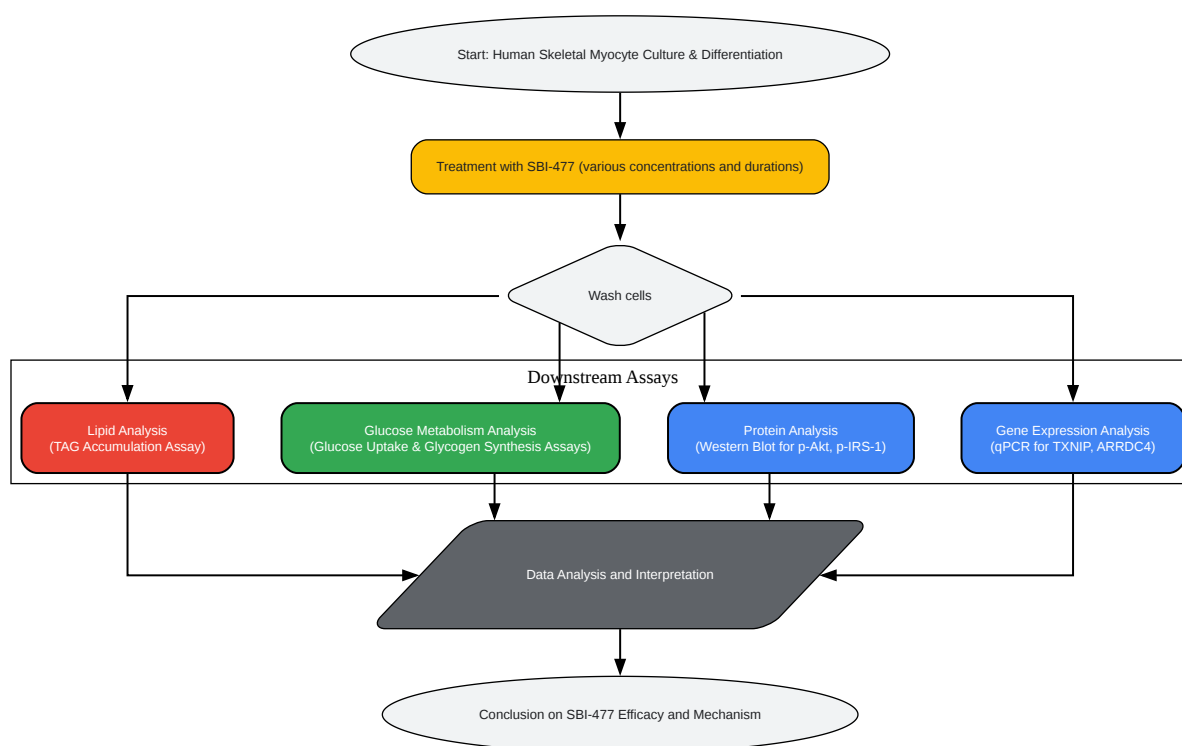 Start: Human Skeletal Myocyte Culture & Differentiation
Treatment with SBI-477 (various concentrations and durations)
Wash cells
Downstream Assays
Lipid Analysis
(TAG Accumulation Assay)
Glucose Metabolism Analysis
(Glucose Uptake & Glycogen Synthesis Assays)
Protein Analysis
(Western Blot for p-Akt, p-IRS-1)
Gene Expression Analysis
(qPCR for TXNIP, ARRDC4)
Data Analysis and Interpretation
Conclusion on SBI-477 Efficacy and Mechanism